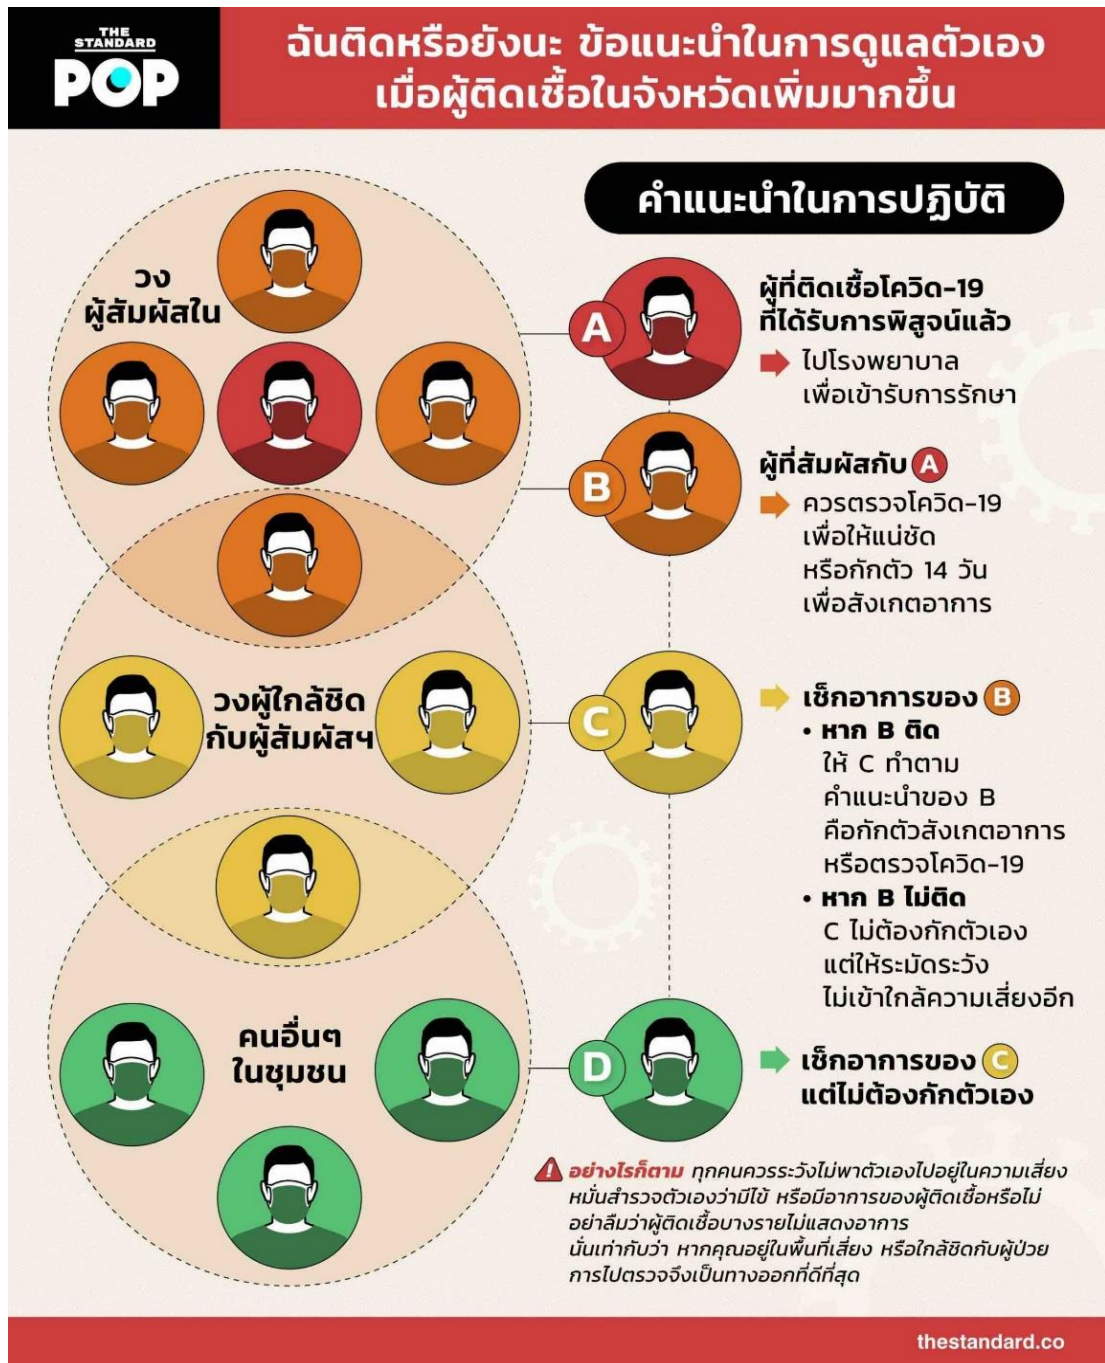 THE
STANDARD
POP
ฉันติดหรือยังนะ ข้อแนะนำในการดูแลตัวเอง
เมื่อผู้ติดเชื้อในจังหวัดเพิ่มมากขึ้น
คำแนะนำในการปฏิบัติ
วง
ผู้สัมผัสใน
A
ผู้ที่ติดเชื้อโควิด-19
ที่ได้รับการพิสูจน์แล้ว
ไปโรงพยาบาล
เพื่อเข้ารับการรักษา
B
ผู้ที่สัมผัสกับ A
ควรตรวจโควิด-19
เพื่อให้แน่ชัด
หรือกักตัว 14 วัน
เพื่อสังเกตอาการ
วงผู้ใกล้ชิด
กับผู้สัมผัสฯ
C
เช็กอาการของ B
• หาก B ติด
ให้ C ทำตาม
คำแนะนำของ B
คือกักตัวสังเกตอาการ
หรือตรวจโควิด-19
• หาก B ไม่ติด
C ไม่ต้องกักตัวเอง
แต่ให้ระมัดระวัง
ไม่เข้าใกล้ความเสี่ยงอีก
คนอื่นๆ
ในชุมชน
D
เช็กอาการของ C
แต่ไม่ต้องกักตัวเอง
! อย่างไรก็ตาม ทุกคนควรระวังไม่พาตัวเองไปอยู่ในความเสี่ยง
หมั่นสำรวจตัวเองว่ามีไข้ หรือมีอาการของผู้ติดเชื้อหรือไม่
อย่าลืมว่าผู้ติดเชื้อบางรายไม่แสดงอาการ
นั่นเท่ากับว่า หากคุณอยู่ในพื้นที่เสี่ยง หรือใกล้ชิดกับผู้ป่วย
การไปตรวจจึงเป็นทางออกที่ดีที่สุด
thestandard.co